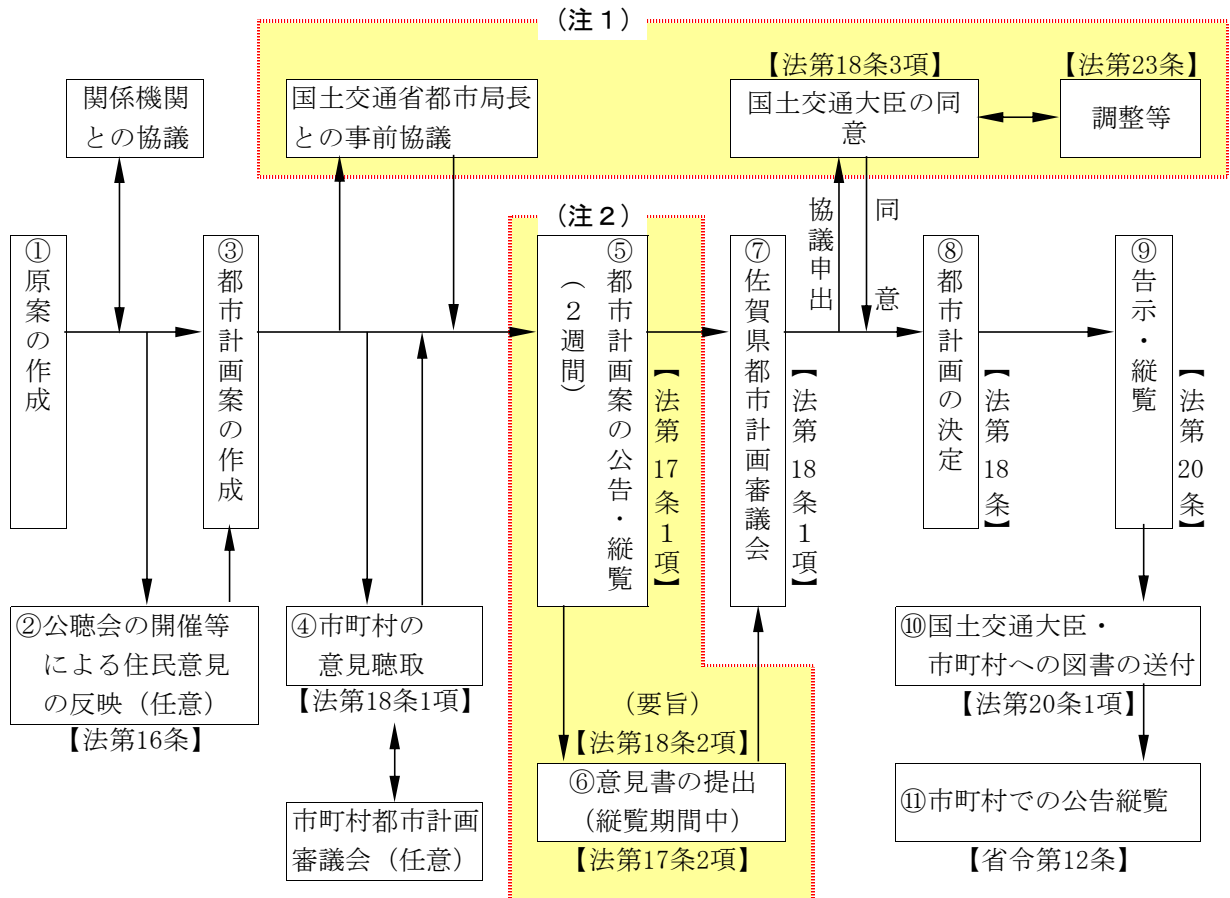 （注１）
【法第18条3項】
【法第23条】
関係機関
との協議
国土交通省都市局長
との事前協議
国土交通大臣の同
意
調整等
（注２）
協議申出
同意
①原案の作成
③都市計画案の作成
⑤都市計画案の公告・縦覧
（２週間）
【法第17条１項】
⑦佐賀県都市計画審議会
【法第18条１項】
⑧都市計画の決定
【法第18条】
⑨告示・縦覧
【法第20条】
②公聴会の開催等
による住民意見
の反映（任意）
【法第16条】
④市町村の
意見聴取
【法第18条1項】
市町村都市計画
審議会（任意）
（要旨）
【法第18条2項】
⑥意見書の提出
（縦覧期間中）
【法第17条2項】
⑩国土交通大臣・
市町村への図書の送付
【法第20条1項】
⑪市町村での公告縦覧
【省令第12条】